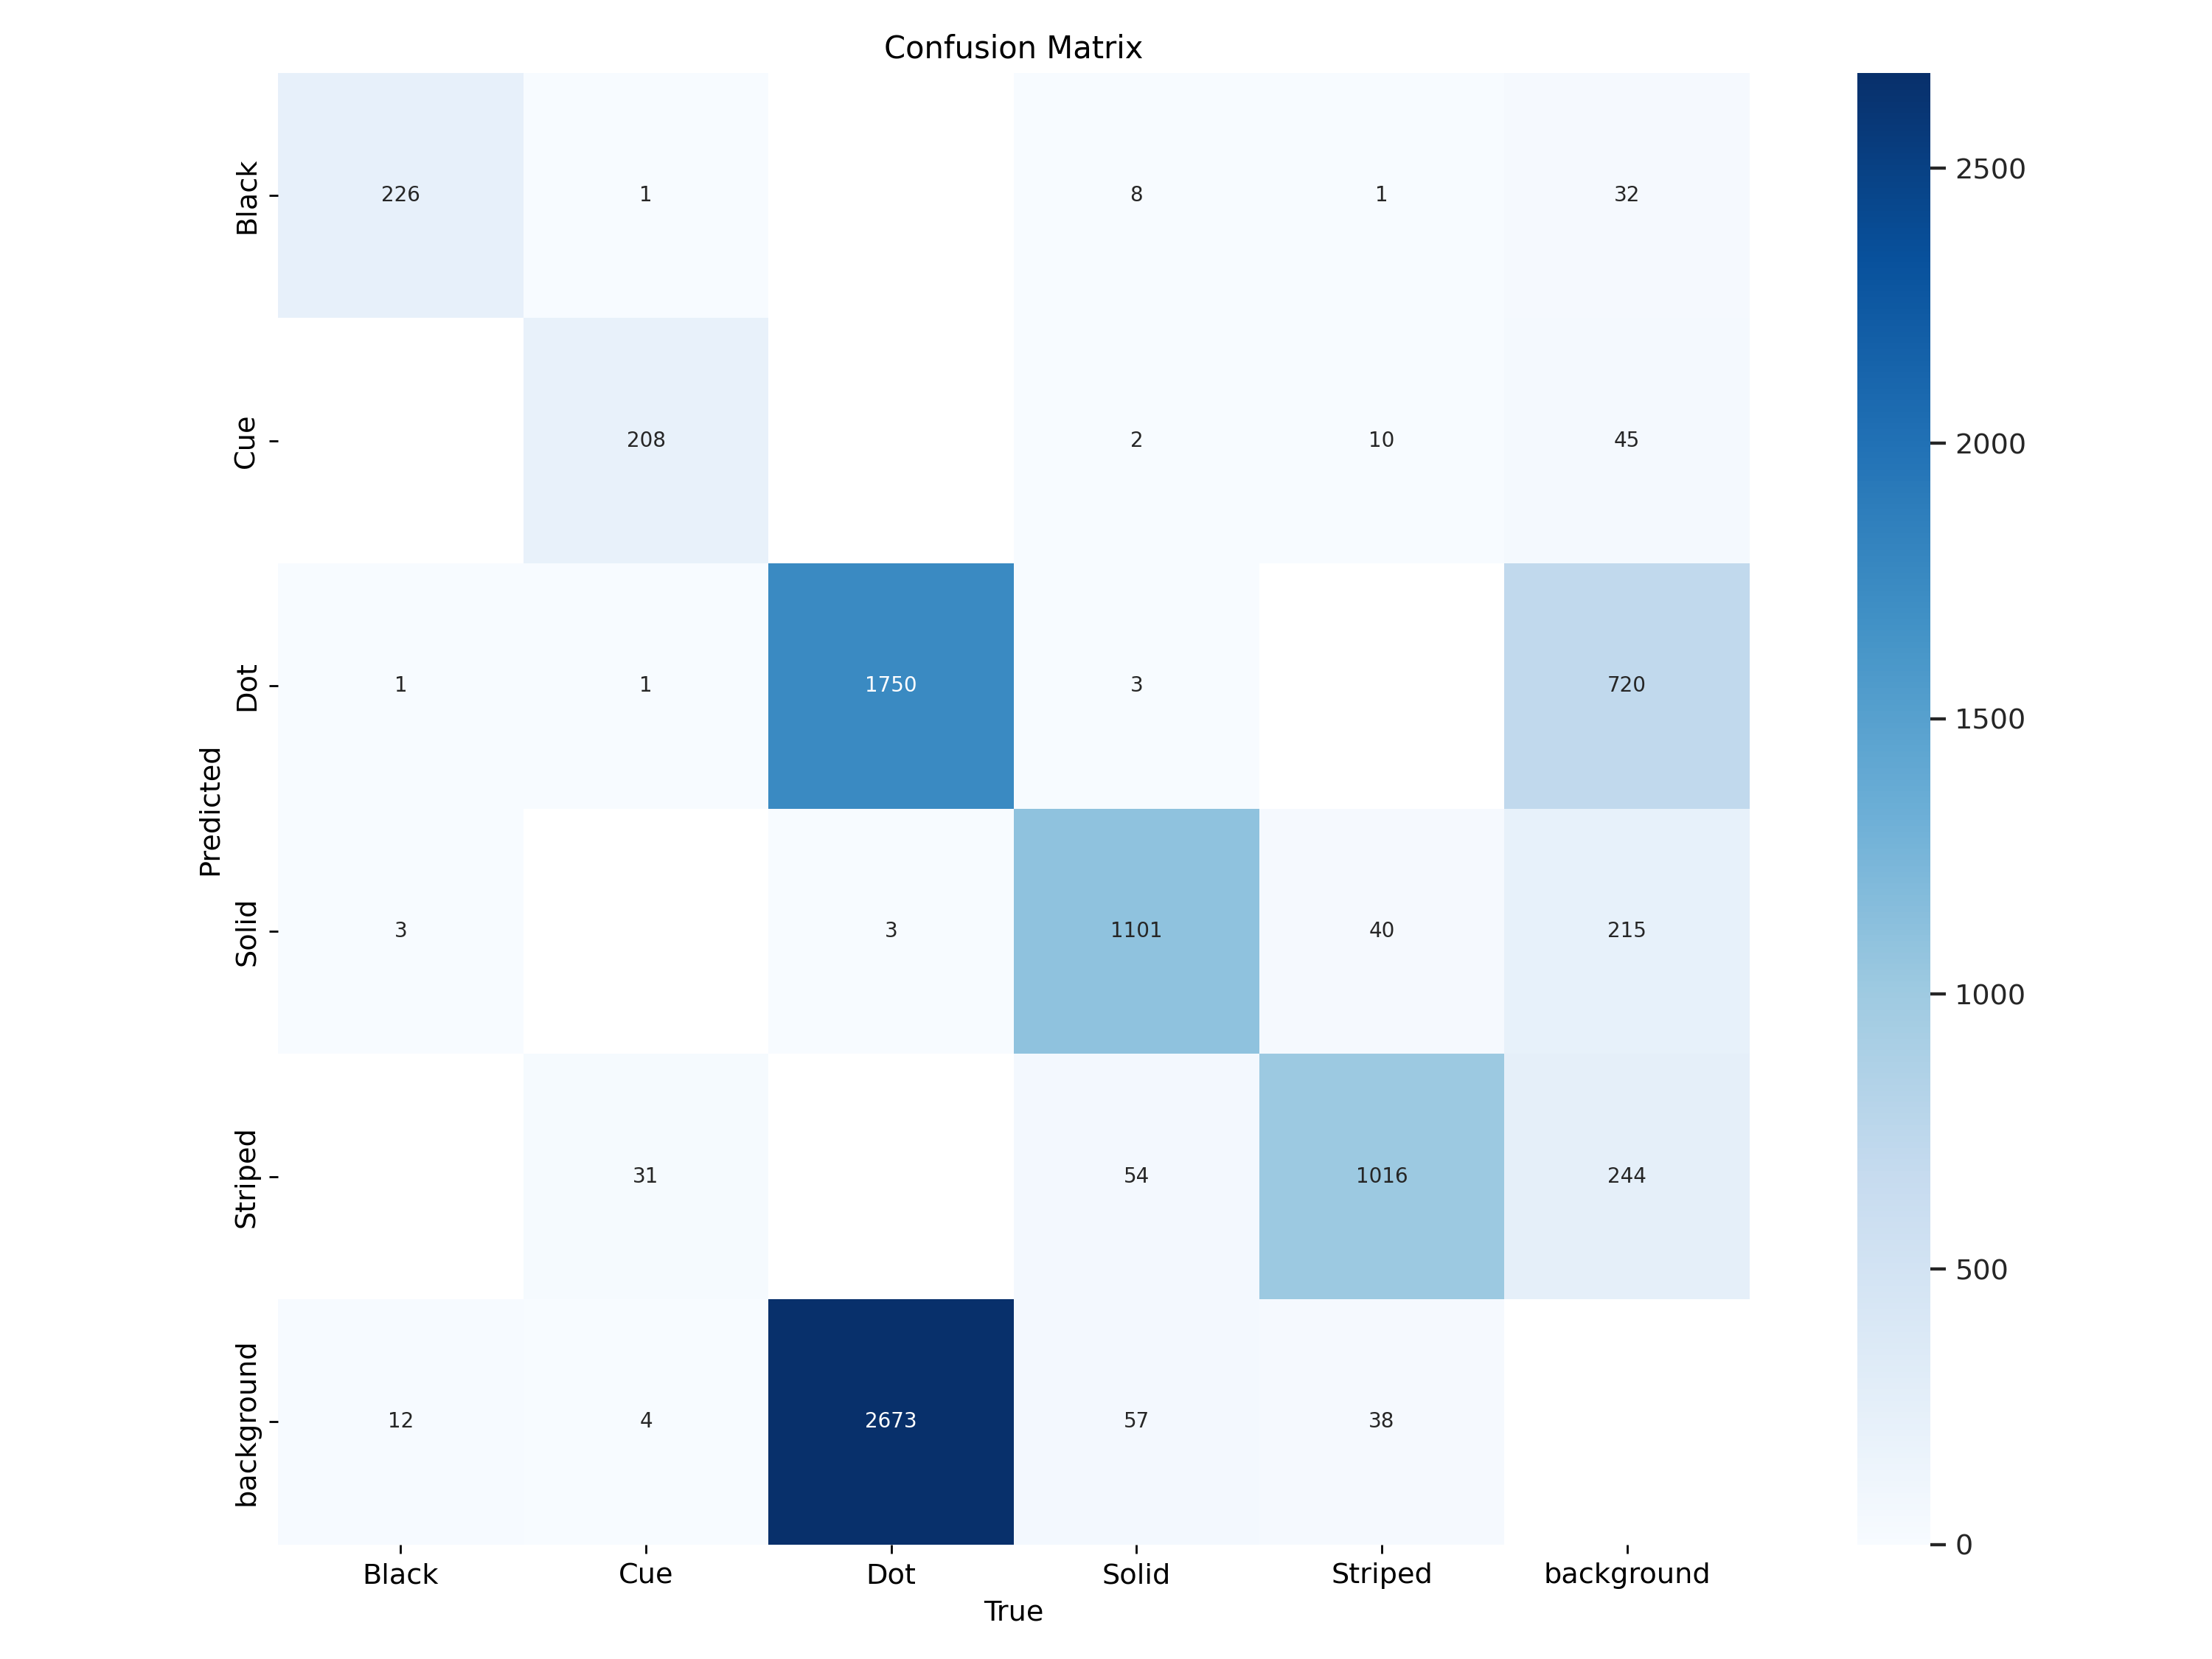 Confusion Matrix
Black 226 1 8 1 32
Cue 208 2 10 45
Dot 1 1 1750 3 720
Solid 3 3 1101 40 215
Striped 31 54 1016 244
background 12 4 2673 57 38
Black Cue Dot Solid Striped background
True
Predicted
2500
2000
1500
1000
500
0